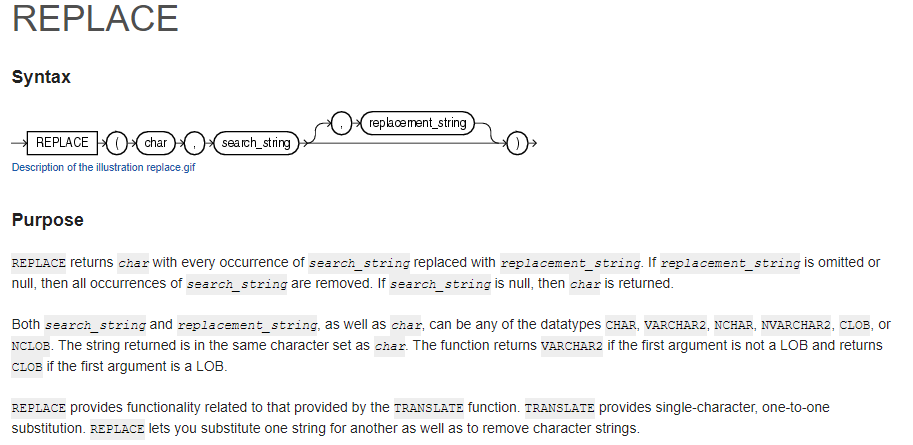 REPLACE
Syntax
REPLACE ( char , search_string , replacement_string )
Description of the illustration replace.gif
Purpose
REPLACE returns char with every occurrence of search_string replaced with replacement_string. If replacement_string is omitted or
null, then all occurrences of search_string are removed. If search_string is null, then char is returned.
Both search_string and replacement_string, as well as char, can be any of the datatypes CHAR, VARCHAR2, NCHAR, NVARCHAR2, CLOB, or
NCLOB. The string returned is in the same character set as char. The function returns VARCHAR2 if the first argument is not a LOB and returns
CLOB if the first argument is a LOB.
REPLACE provides functionality related to that provided by the TRANSLATE function. TRANSLATE provides single-character, one-to-one
substitution. REPLACE lets you substitute one string for another as well as to remove character strings.